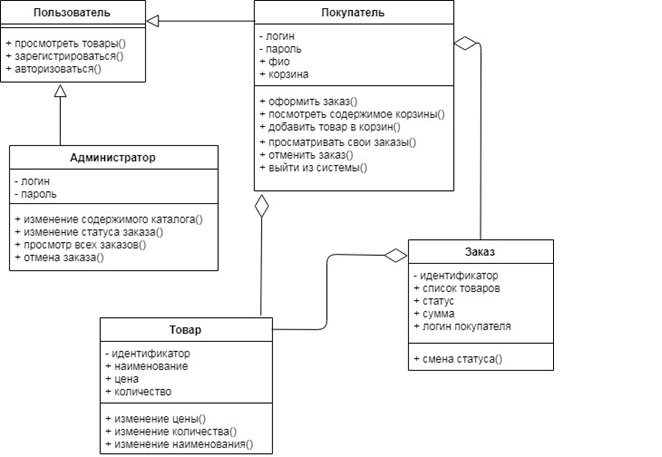 Пользователь
+ просмотреть товары()
+ зарегистрироваться()
+ авторизоваться()
Покупатель
- логин
- пароль
+ фио
+ корзина
+ оформить заказ()
+ посмотреть содержимое корзины()
+ добавить товар в корзин()
+ просматривать свои заказы()
+ отменить заказ()
+ выйти из системы()
Администратор
- логин
- пароль
+ изменение содержимого каталога()
+ изменение статуса заказа()
+ просмотр всех заказов()
+ отмена заказа()
Заказ
- идентификатор
+ список товаров
+ статус
+ сумма
+ логин покупателя
+ смена статуса()
Товар
- идентификатор
+ наименование
+ цена
+ количество
+ изменение цены()
+ изменение количества()
+ изменение наименования()